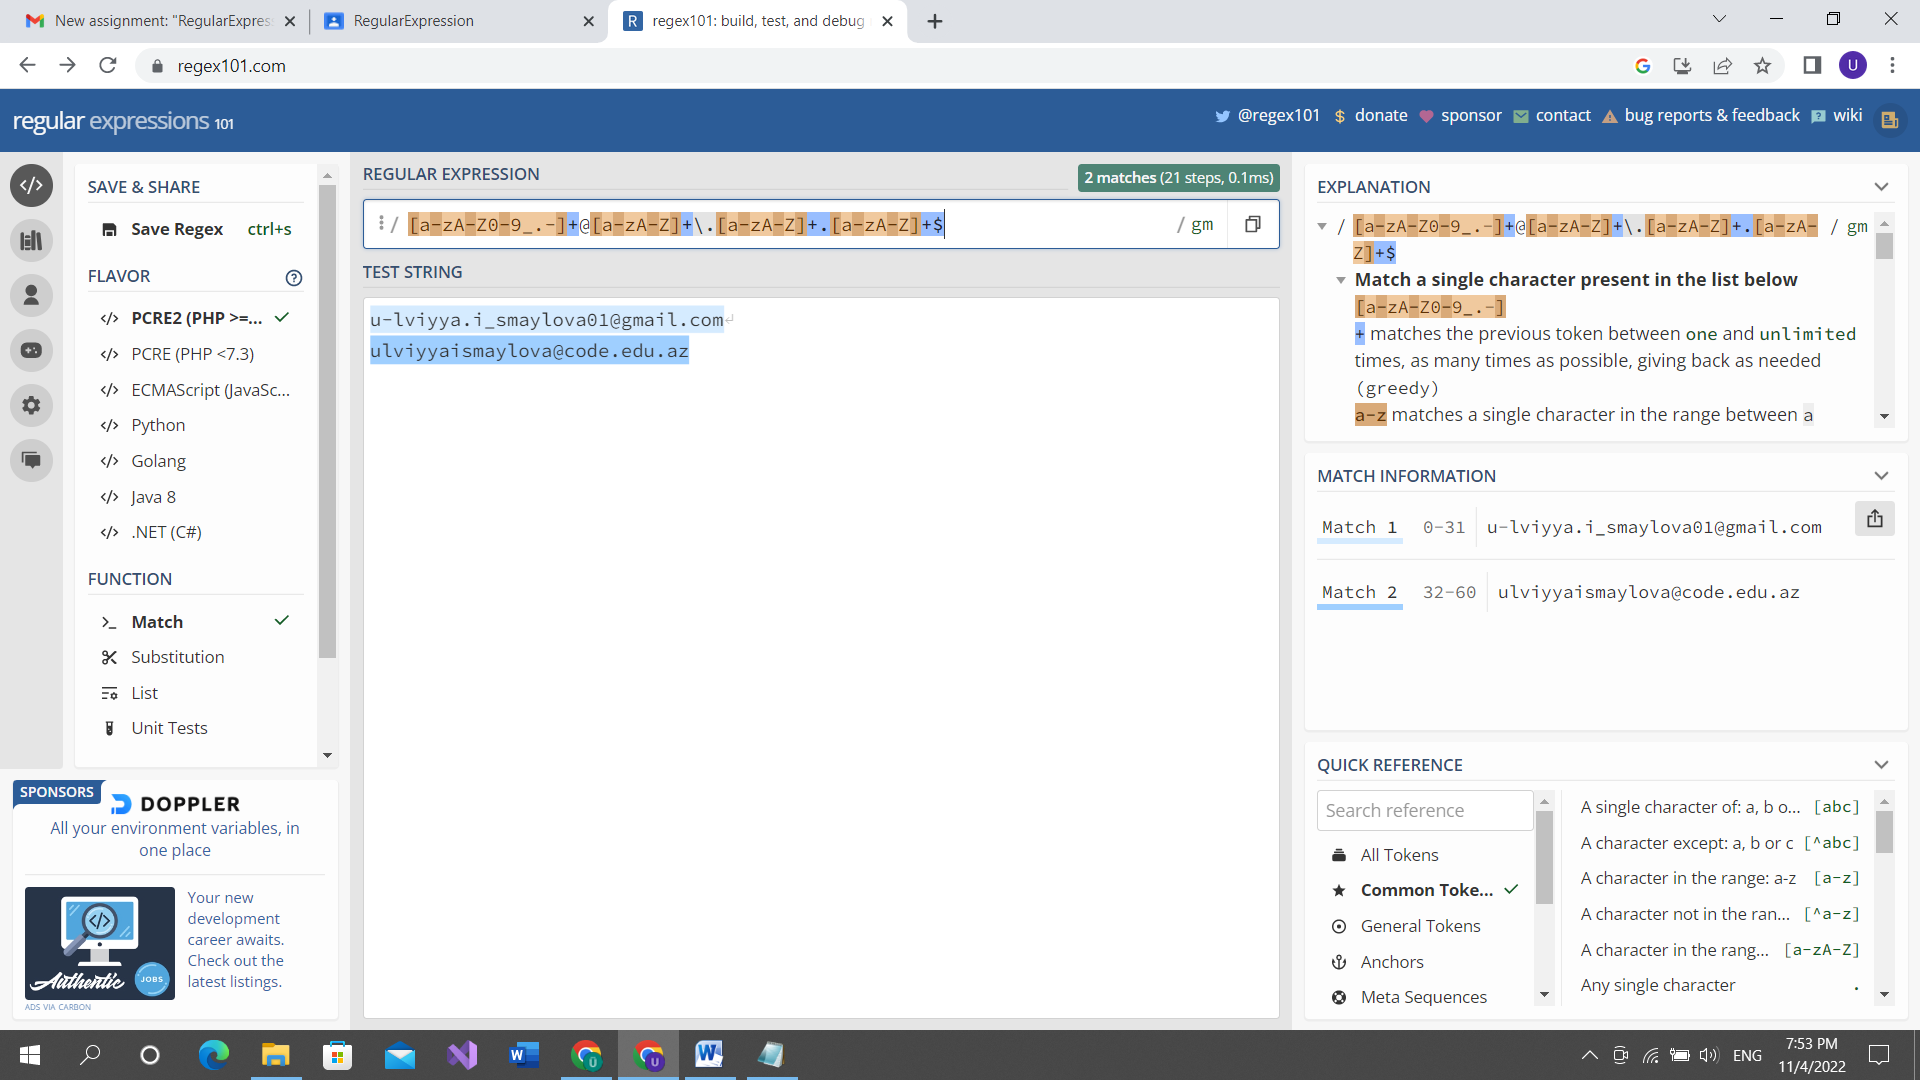 New assignment: "RegularExpres
RegularExpression
regex101: build, test, and debug
regex101.com
U
regular expressions 101
@regex101
donate
sponsor
contact
bug reports & feedback
wiki
SAVE & SHARE
Save Regex ctrl+s
FLAVOR
PCRE2 (PHP >=...
PCRE (PHP <7.3)
ECMAScript (JavaSc...
Python
Golang
Java 8
.NET (C#)
FUNCTION
Match
Substitution
List
Unit Tests
SPONSORS
DOPPLER
All your environment variables, in
one place
Authentic JOBS
Your new
development
career awaits.
Check out the
latest listings.
ADS VIA CARBON
REGULAR EXPRESSION
2 matches (21 steps, 0.1ms)
/ [a-zA-Z0-9_.-]+@[a-zA-Z]+\.[a-zA-Z]+.[a-zA-Z]+$ / gm
TEST STRING
u-lviyya.i_smaylova01@gmail.com
ulviyyaismaylova@code.edu.az
EXPLANATION
/ [a-zA-Z0-9_.-]+@[a-zA-Z]+\.[a-zA-Z]+.[a-zA- / gm
Z]+$
Match a single character present in the list below
[a-zA-Z0-9_.-]
+ matches the previous token between one and unlimited
times, as many times as possible, giving back as needed
(greedy)
a-z matches a single character in the range between a
MATCH INFORMATION
Match 1 0-31 u-lviyya.i_smaylova01@gmail.com
Match 2 32-60 ulviyyaismaylova@code.edu.az
QUICK REFERENCE
Search reference
All Tokens
Common Toke...
General Tokens
Anchors
Meta Sequences
A single character of: a, b o... [abc]
A character except: a, b or c [^abc]
A character in the range: a-z [a-z]
A character not in the ran... [^a-z]
A character in the rang... [a-zA-Z]
Any single character .
ENG
7:53 PM
11/4/2022